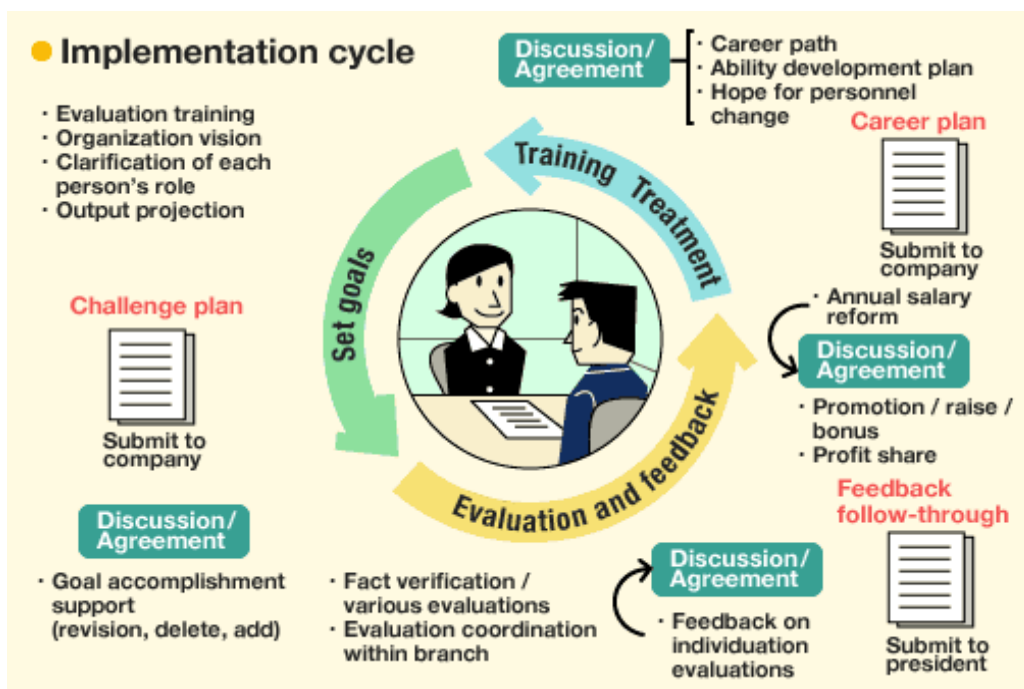 Implementation cycle
· Evaluation training
· Organization vision
· Clarification of each
person's role
· Output projection
Discussion/
Agreement
· Career path
· Ability development plan
· Hope for personnel
change
Career plan
Submit to
company
Training Treatment
Set goals
Evaluation and feedback
Challenge plan
Submit to
company
· Annual salary
reform
Discussion/
Agreement
· Promotion / raise /
bonus
· Profit share
Discussion/
Agreement
· Goal accomplishment
support
(revision, delete, add)
· Fact verification /
various evaluations
· Evaluation coordination
within branch
Discussion/
Agreement
· Feedback on
individuation
evaluations
Feedback
follow-through
Submit to
president